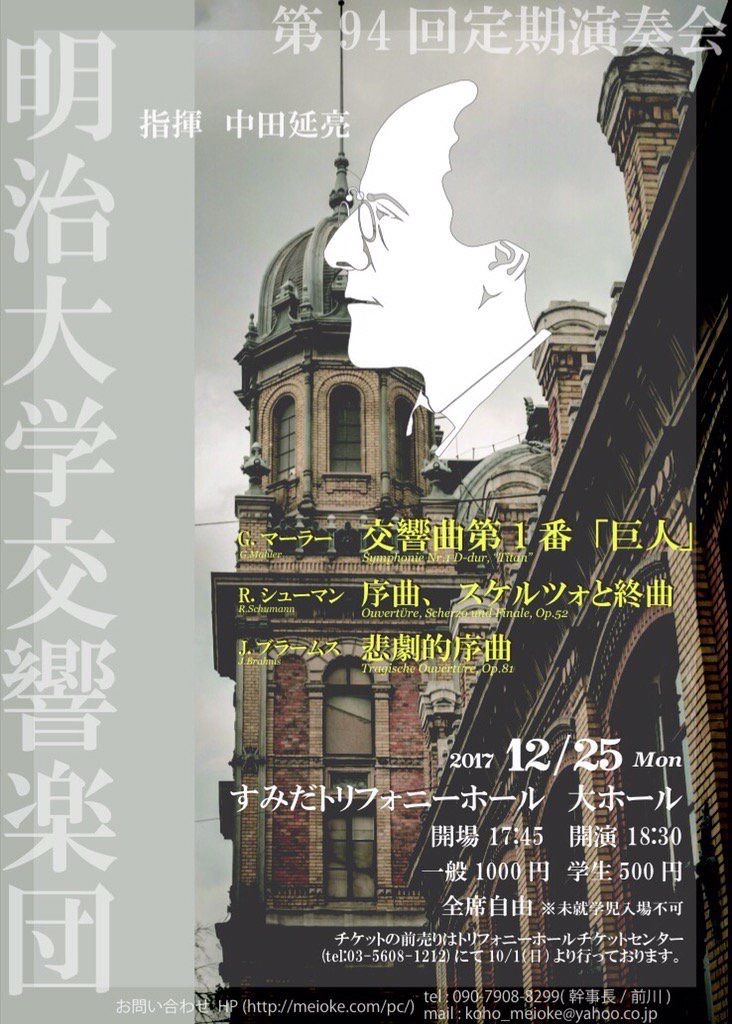 第94回定期演奏会
明治大学交響楽団
指揮 中田延亮
G. マーラー 交響曲第1番「巨人」
G.Mahler Symphonie Nr.1 D-dur, "Titan"
R. シューマン 序曲、スケルツォと終曲
R.Schumann Ouvertüre, Scherzo und Finale, Op.52
J. ブラームス 悲劇的序曲
J.Brahms Tragische Ouvertüre, Op.81
2017 12/25 Mon
すみだトリフォニーホール 大ホール
開場 17:45 開演 18:30
一般 1000 円 学生 500 円
全席自由 ※未就学児入場不可
チケットの前売りはトリフォニーホールチケットセンター
(tel:03-5608-1212) にて 10/1(日) より行っております。
お問い合わせ HP (http://meioke.com/pc/)
tel : 090-7908-8299( 幹事長 / 前川 )
mail : koho_meioke@yahoo.co.jp